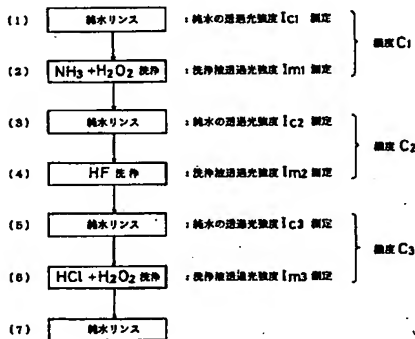 (1) 純水リンス :純水の透過光強度 Ic1 測定
濃度 C1
(2) NH3+H2O2 洗浄 :洗浄液透過光強度 Im1 測定
(3) 純水リンス :純水の透過光強度 Ic2 測定
濃度 C2
(4) HF 洗浄 :洗浄液透過光強度 Im2 測定
(5) 純水リンス :純水の透過光強度 Ic3 測定
濃度 C3
(6) HCl+H2O2 洗浄 :洗浄液透過光強度 Im3 測定
(7) 純水リンス